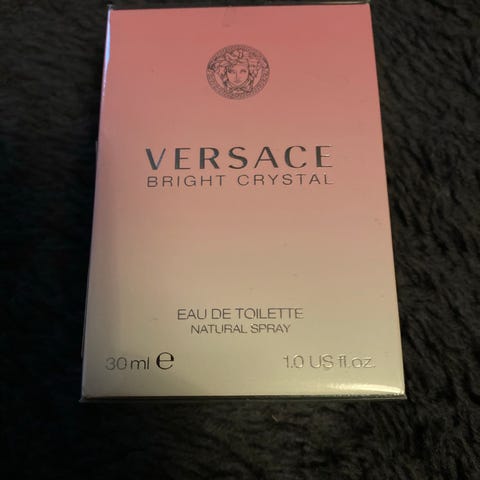 VERSACE
BRIGHT CRYSTAL
EAU DE TOILETTE
NATURAL SPRAY
30 ml ℮ 1.0 US fl.oz.